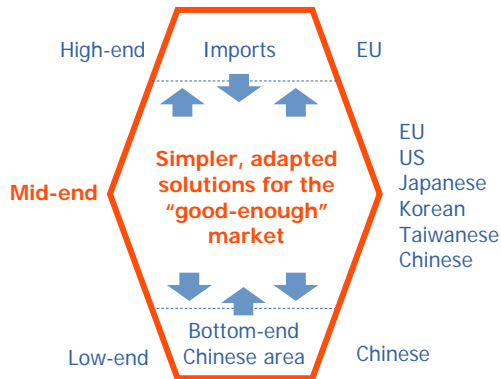 High-end
Imports
EU
Mid-end
Simpler, adapted
solutions for the
“good-enough”
market
EU
US
Japanese
Korean
Taiwanese
Chinese
Low-end
Bottom-end
Chinese area
Chinese